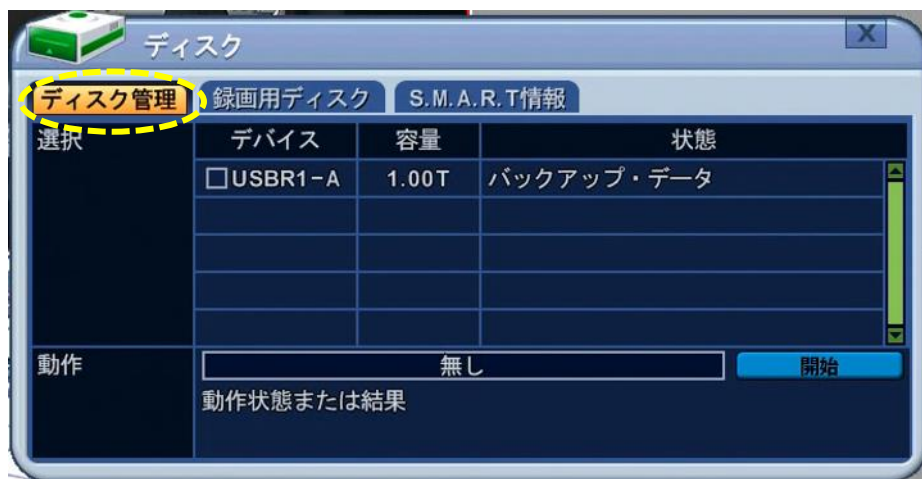 ディスク
X
ディスク管理 録画用ディスク S.M.A.R.T情報
選択 デバイス 容量 状態
USBR1-A 1.00T バックアップ・データ
動作 無し 開始
動作状態または結果